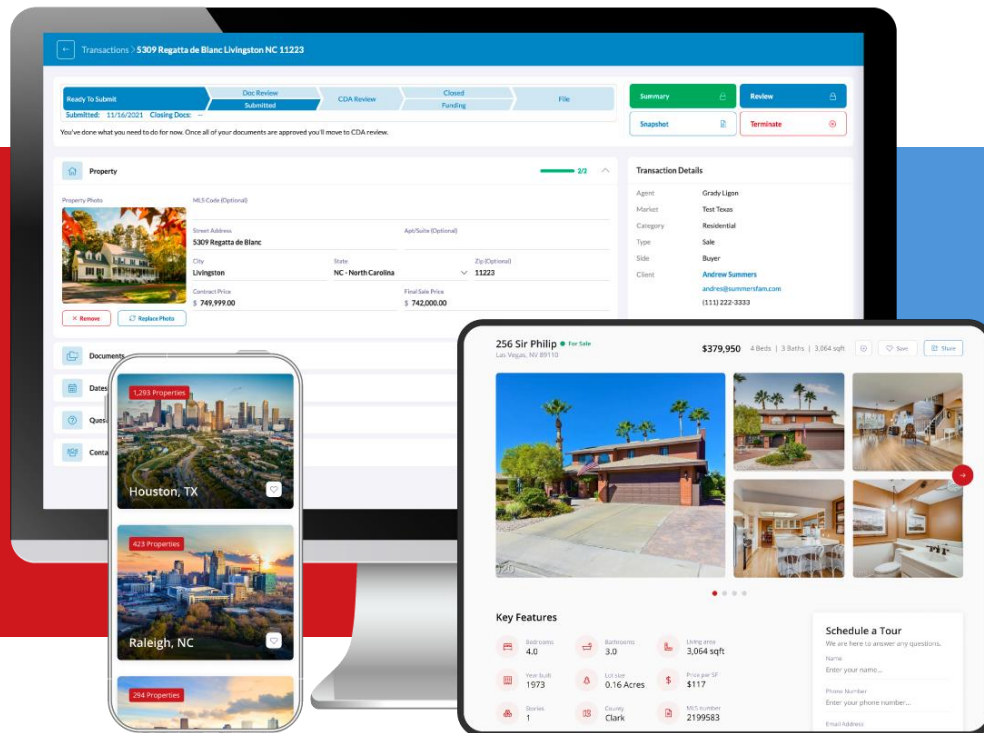 Transactions > 5309 Regatta de Blanc Livingston NC 11223
Ready To Submit
Doc Review
Submitted
CDA Review
Closed
Funding
File
Submitted: 11/16/2021 Closing Docs: --
You've done what you need to do for now. Once all of your documents are approved you'll move to CDA review.
Summary
Review
Snapshot
Terminate
Property
2/2
Property Photo
MLS Code (Optional)
Street Address
Apt/Suite (Optional)
5309 Regatta de Blanc
City
State
Zip (Optional)
Livingston
NC - North Carolina
11223
Contract Price
Final Sale Price
$ 749,999.00
$ 742,000.00
Remove
Replace Photo
Documents
Dates
Ques
Conta
Transaction Details
Agent Grady Ligon
Market Test Texas
Category Residential
Type Sale
Side Buyer
Client Andrew Summers
andres@summersfam.com
(111) 222-3333
1,293 Properties
Houston, TX
423 Properties
Raleigh, NC
294 Properties
256 Sir Philip For Sale
Las Vegas, NV 89110
$379,950 4 Beds | 3 Baths | 3,064 sqft
Save
Share
Key Features
Bedrooms
4.0
Bathrooms
3.0
Living area
3,064 sqft
Year built
1973
Lot size
0.16 Acres
Price per SF
$117
Stories
1
County
Clark
MLS number
2199583
Schedule a Tour
We are here to answer any questions.
Name
Enter your name...
Phone Number
Enter your phone number...
Email Address